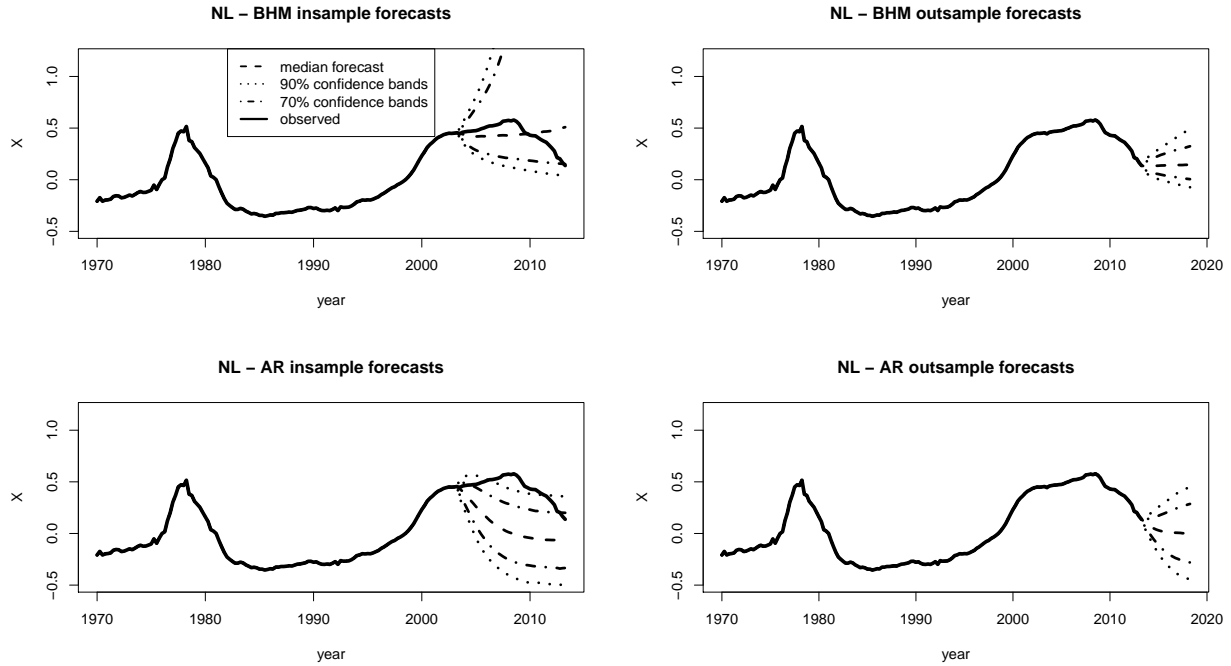 NL − BHM insample forecasts
X
1.0
0.5
0.0
−0.5
median forecast
90% confidence bands
70% confidence bands
observed
1970 1980 1990 2000 2010
year
NL − BHM outsample forecasts
X
1.0
0.5
0.0
−0.5
1970 1980 1990 2000 2010 2020
year
NL − AR insample forecasts
X
1.0
0.5
0.0
−0.5
1970 1980 1990 2000 2010
year
NL − AR outsample forecasts
X
1.0
0.5
0.0
−0.5
1970 1980 1990 2000 2010 2020
year